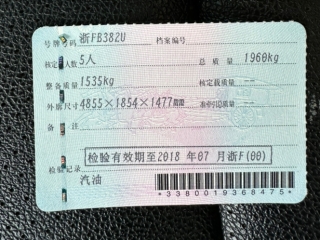 号牌号码 浙FB382U 档案编号
核定载人数 5人 总质量 1960kg
整备质量 1535kg 核定载质量 --
外廓尺寸 4855×1854×1477mm 准牵引总质量 --
备注
检验有效期至2018 年07 月浙F(00)
检验记录
汽油
*3380019368475*